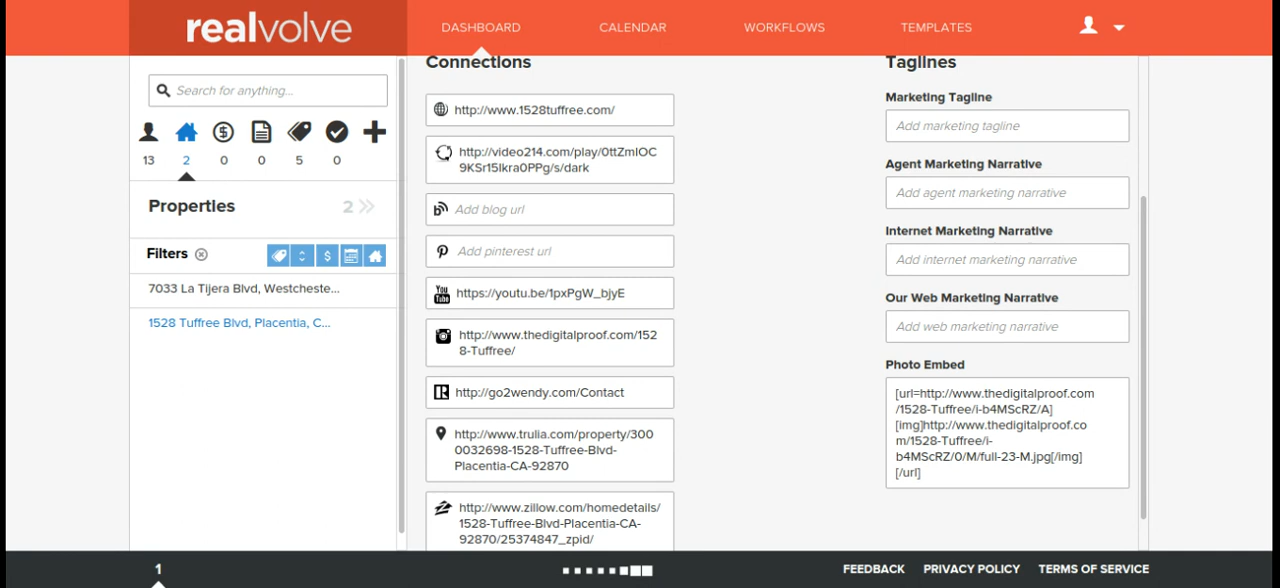 realvolve
DASHBOARD
CALENDAR
WORKFLOWS
TEMPLATES
Search for anything...
13
2
0
0
5
0
Properties
2
Filters
7033 La Tijera Blvd, Westcheste...
1528 Tuffree Blvd, Placentia, C...
Connections
http://www.1528tuffree.com/
http://video214.com/play/0ttZmIOC
9KSr15lkra0PPg/s/dark
Add blog url
Add pinterest url
You
Tube
https://youtu.be/1pxPgW_bjyE
http://www.thedigitalproof.com/152
8-Tuffree/
http://go2wendy.com/Contact
http://www.trulia.com/property/300
0032698-1528-Tuffree-Blvd-
Placentia-CA-92870
http://www.zillow.com/homedetails/
1528-Tuffree-Blvd-Placentia-CA-
92870/25374847_zpid/
Taglines
Marketing Tagline
Add marketing tagline
Agent Marketing Narrative
Add agent marketing narrative
Internet Marketing Narrative
Add internet marketing narrative
Our Web Marketing Narrative
Add web marketing narrative
Photo Embed
[url=http://www.thedigitalproof.com
/1528-Tuffree/i-b4MScRZ/A]
[img]http://www.thedigitalproof.co
m/1528-Tuffree/i-
b4MScRZ/0/M/full-23-M.jpg[/img]
[/url]
1
FEEDBACK
PRIVACY POLICY
TERMS OF SERVICE